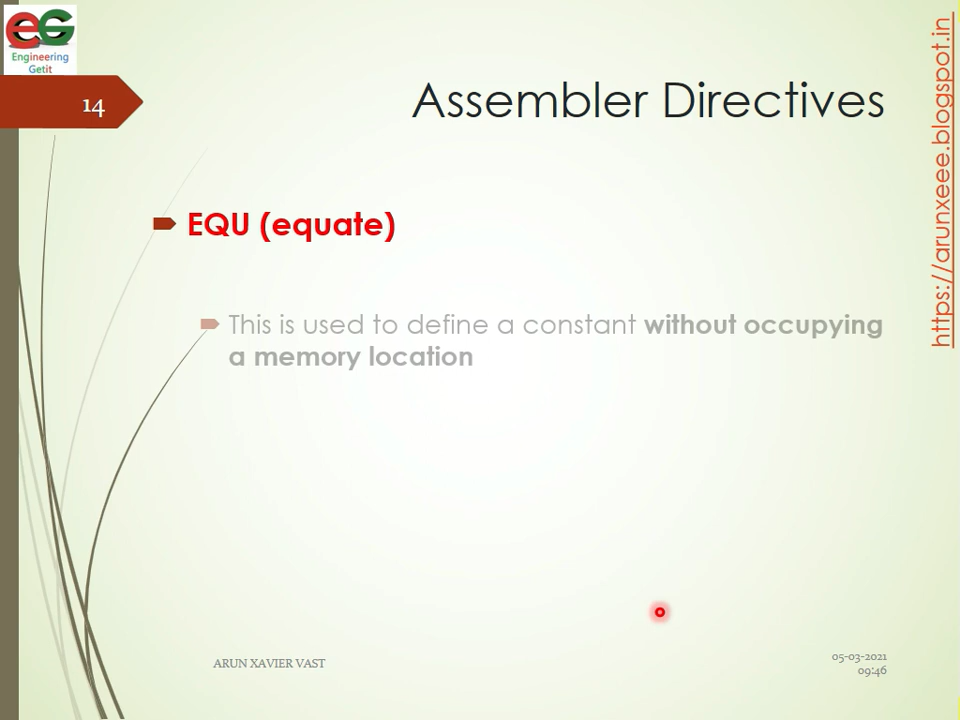 eG
Engineering
Getit
14
Assembler Directives
https://arunxeee.blogspot.in
EQU (equate)
This is used to define a constant without occupying
a memory location
ARUN XAVIER VAST
05-03-2021
09:46